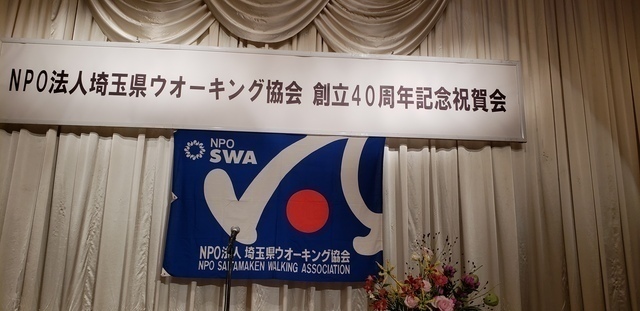 NPO法人埼玉県ウオーキング協会 創立40周年記念祝賀会
NPO
SWA
NPO法人 埼玉県ウオーキング協会
NPO SAITAMAKEN WALKING ASSOCIATION